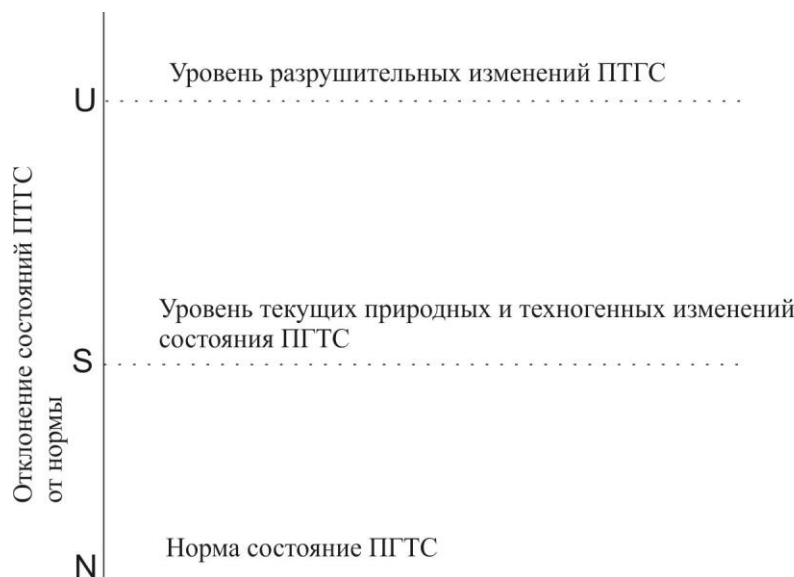 Уровень разрушительных изменений ПТГС
U
Уровень текущих природных и техногенных изменений
состояния ПГТС
S
Отклонение состояний ПТГС
от нормы
Норма состояние ПГТС
N